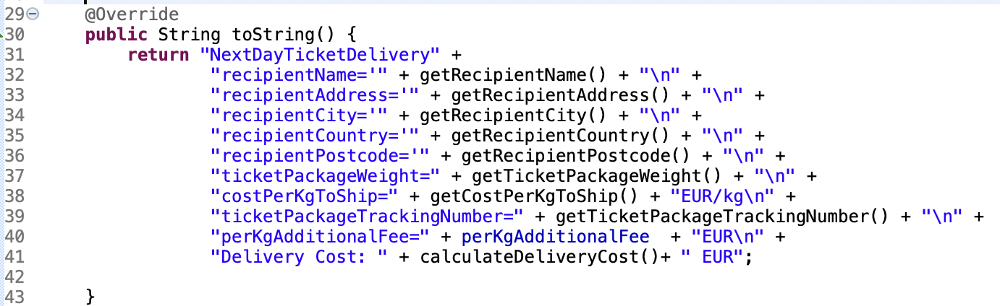 29 @Override
30 public String toString() {
31 return "NextDayTicketDelivery" +
32 "recipientName='" + getRecipientName() + "\n" +
33 "recipientAddress='" + getRecipientAddress() + "\n" +
34 "recipientCity='" + getRecipientCity() + "\n" +
35 "recipientCountry='" + getRecipientCountry() + "\n" +
36 "recipientPostcode='" + getRecipientPostcode() + "\n" +
37 "ticketPackageWeight=" + getTicketPackageWeight() + "\n" +
38 "costPerKgToShip=" + getCostPerKgToShip() + "EUR/kg\n" +
39 "ticketPackageTrackingNumber=" + getTicketPackageTrackingNumber() + "\n" +
40 "perKgAdditionalFee=" + perKgAdditionalFee  + "EUR\n" +
41 "Delivery Cost: " + calculateDeliveryCost()+ " EUR";
42
43 }